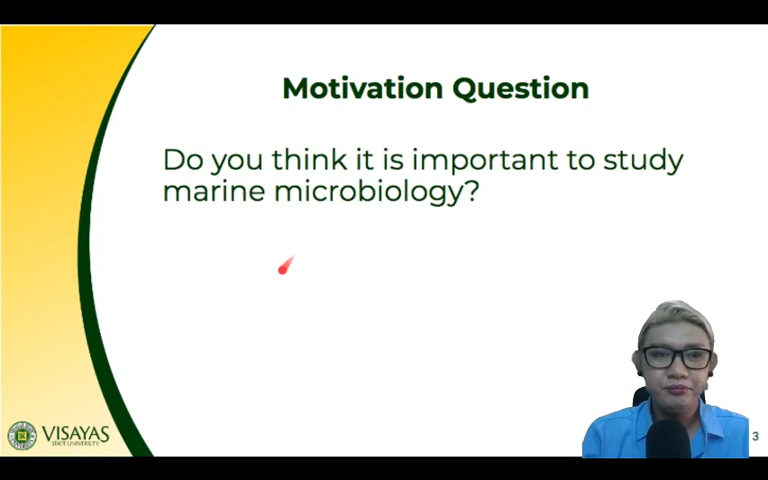 Motivation Question
Do you think it is important to study
marine microbiology?
VISAYAS
STATE UNIVERSITY
3